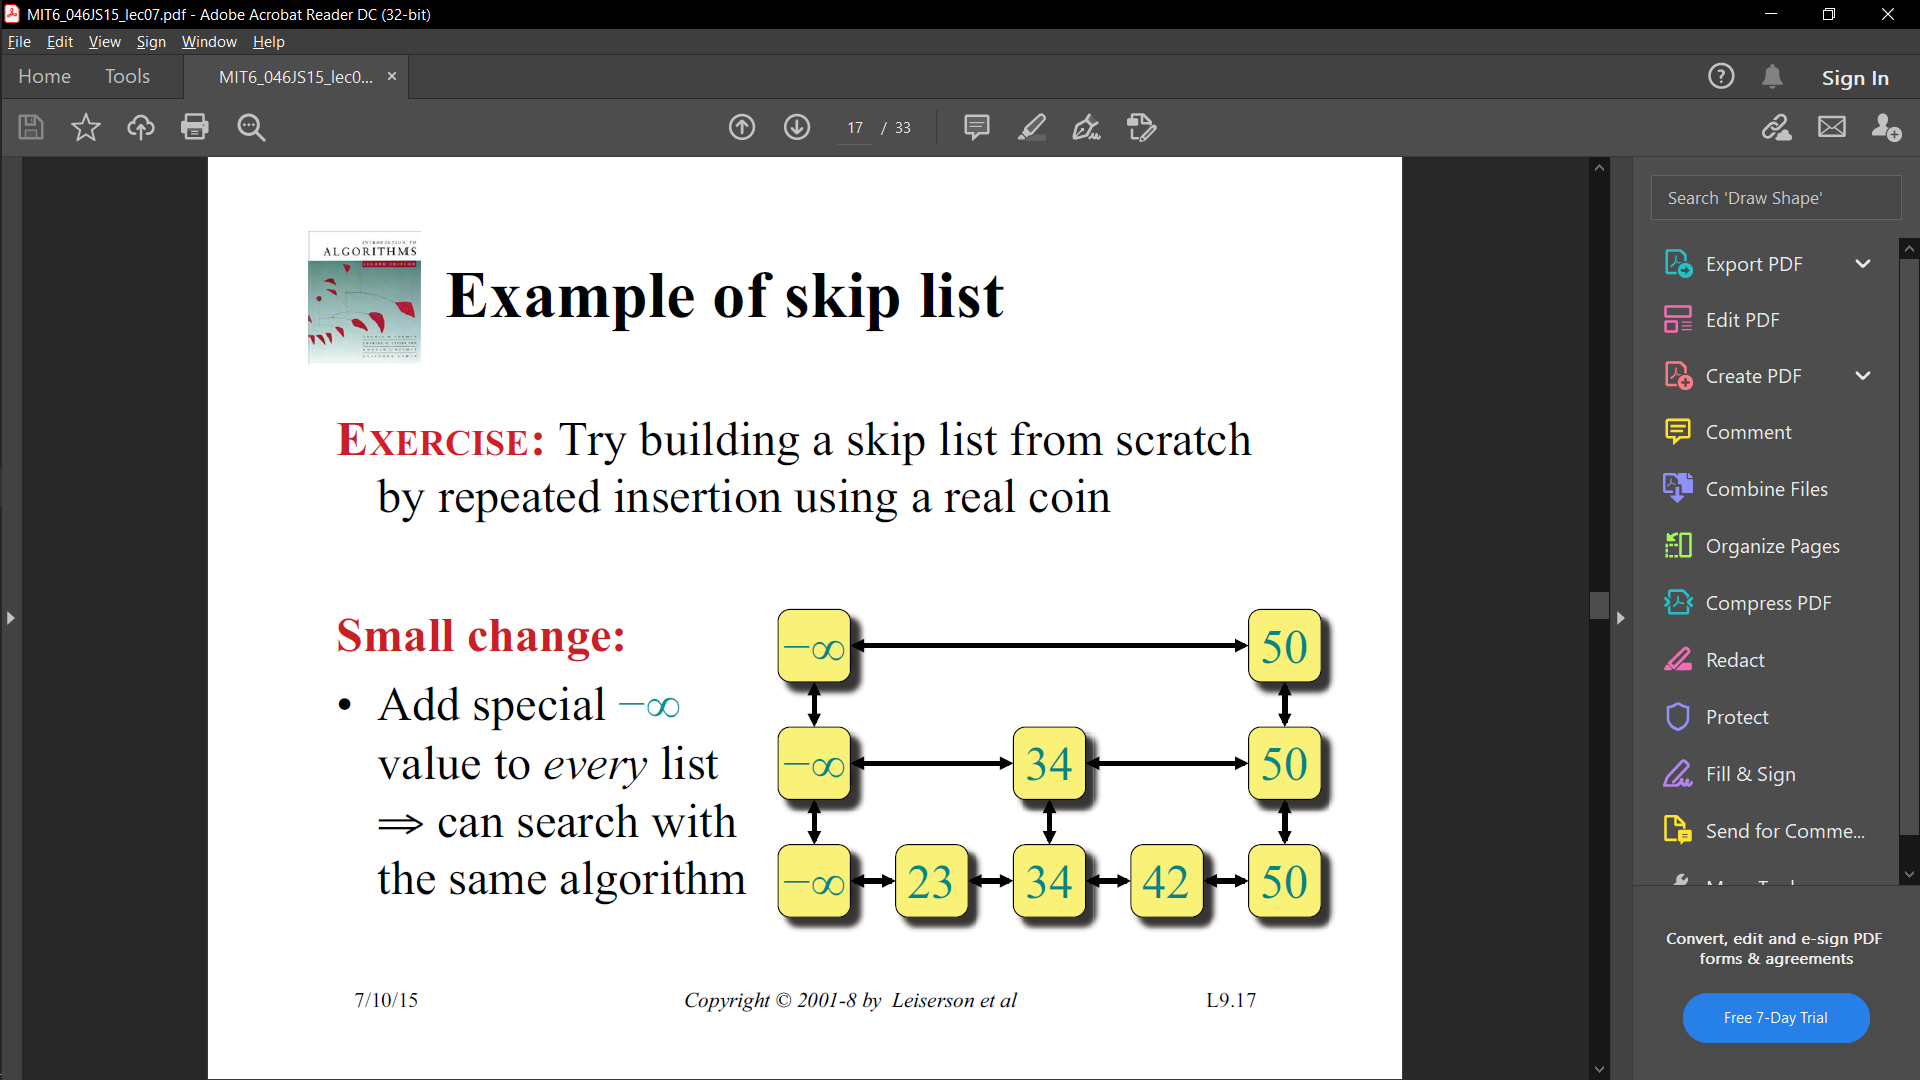 MIT6_046JS15_lec07.pdf - Adobe Acrobat Reader DC (32-bit)
File Edit View Sign Window Help
Home Tools MIT6_046JS15_lec0... × Sign In
17 / 33
Search 'Draw Shape'
INTRODUCTION TO
ALGORITHMS
Example of skip list
EXERCISE: Try building a skip list from scratch
by repeated insertion using a real coin
Small change:
• Add special −∞
value to every list
⇒ can search with
the same algorithm
−∞ 50
−∞ 34 50
−∞ 23 34 42 50
7/10/15 Copyright © 2001-8 by Leiserson et al L9.17
Export PDF
Edit PDF
Create PDF
Comment
Combine Files
Organize Pages
Compress PDF
Redact
Protect
Fill & Sign
Send for Comme...
Convert, edit and e-sign PDF
forms & agreements
Free 7-Day Trial